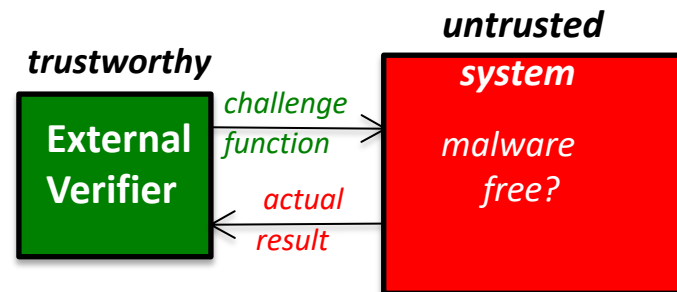 trustworthy
External
Verifier
challenge
function
actual
result
untrusted
system
malware
free?